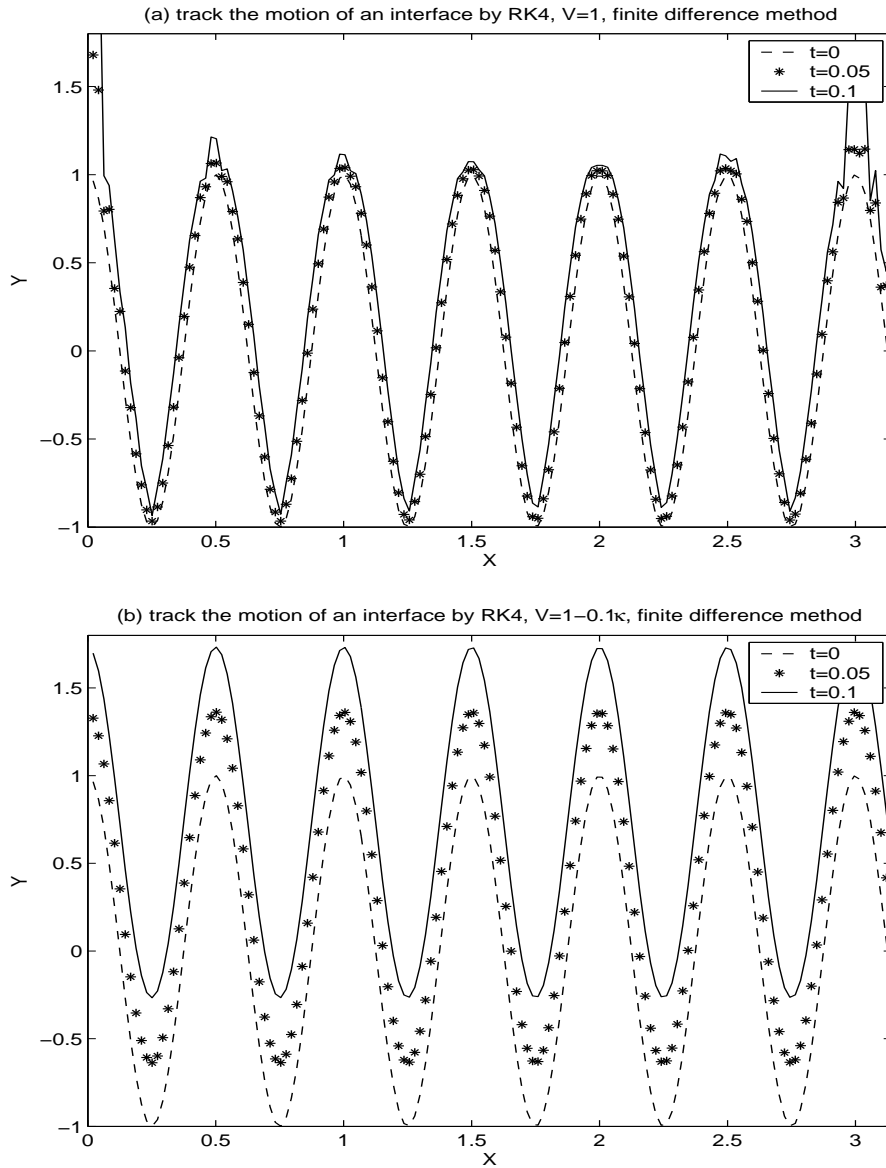 (a) track the motion of an interface by RK4, V=1, finite difference method
t=0
t=0.05
t=0.1
1.5
1
0.5
0
−0.5
−1
Y
0 0.5 1 1.5 2 2.5 3
X
(b) track the motion of an interface by RK4, V=1−0.1κ, finite difference method
t=0
t=0.05
t=0.1
1.5
1
0.5
0
−0.5
−1
Y
0 0.5 1 1.5 2 2.5 3
X